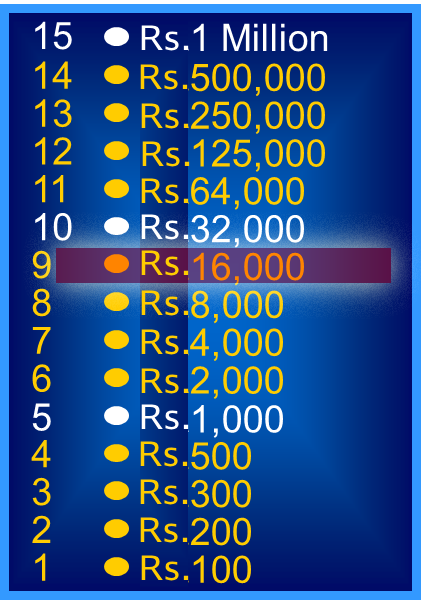 15 Rs.1 Million
14 Rs.500,000
13 Rs.250,000
12 Rs.125,000
11 Rs.64,000
10 Rs.32,000
9 Rs.16,000
8 Rs.8,000
7 Rs.4,000
6 Rs.2,000
5 Rs.1,000
4 Rs.500
3 Rs.300
2 Rs.200
1 Rs.100